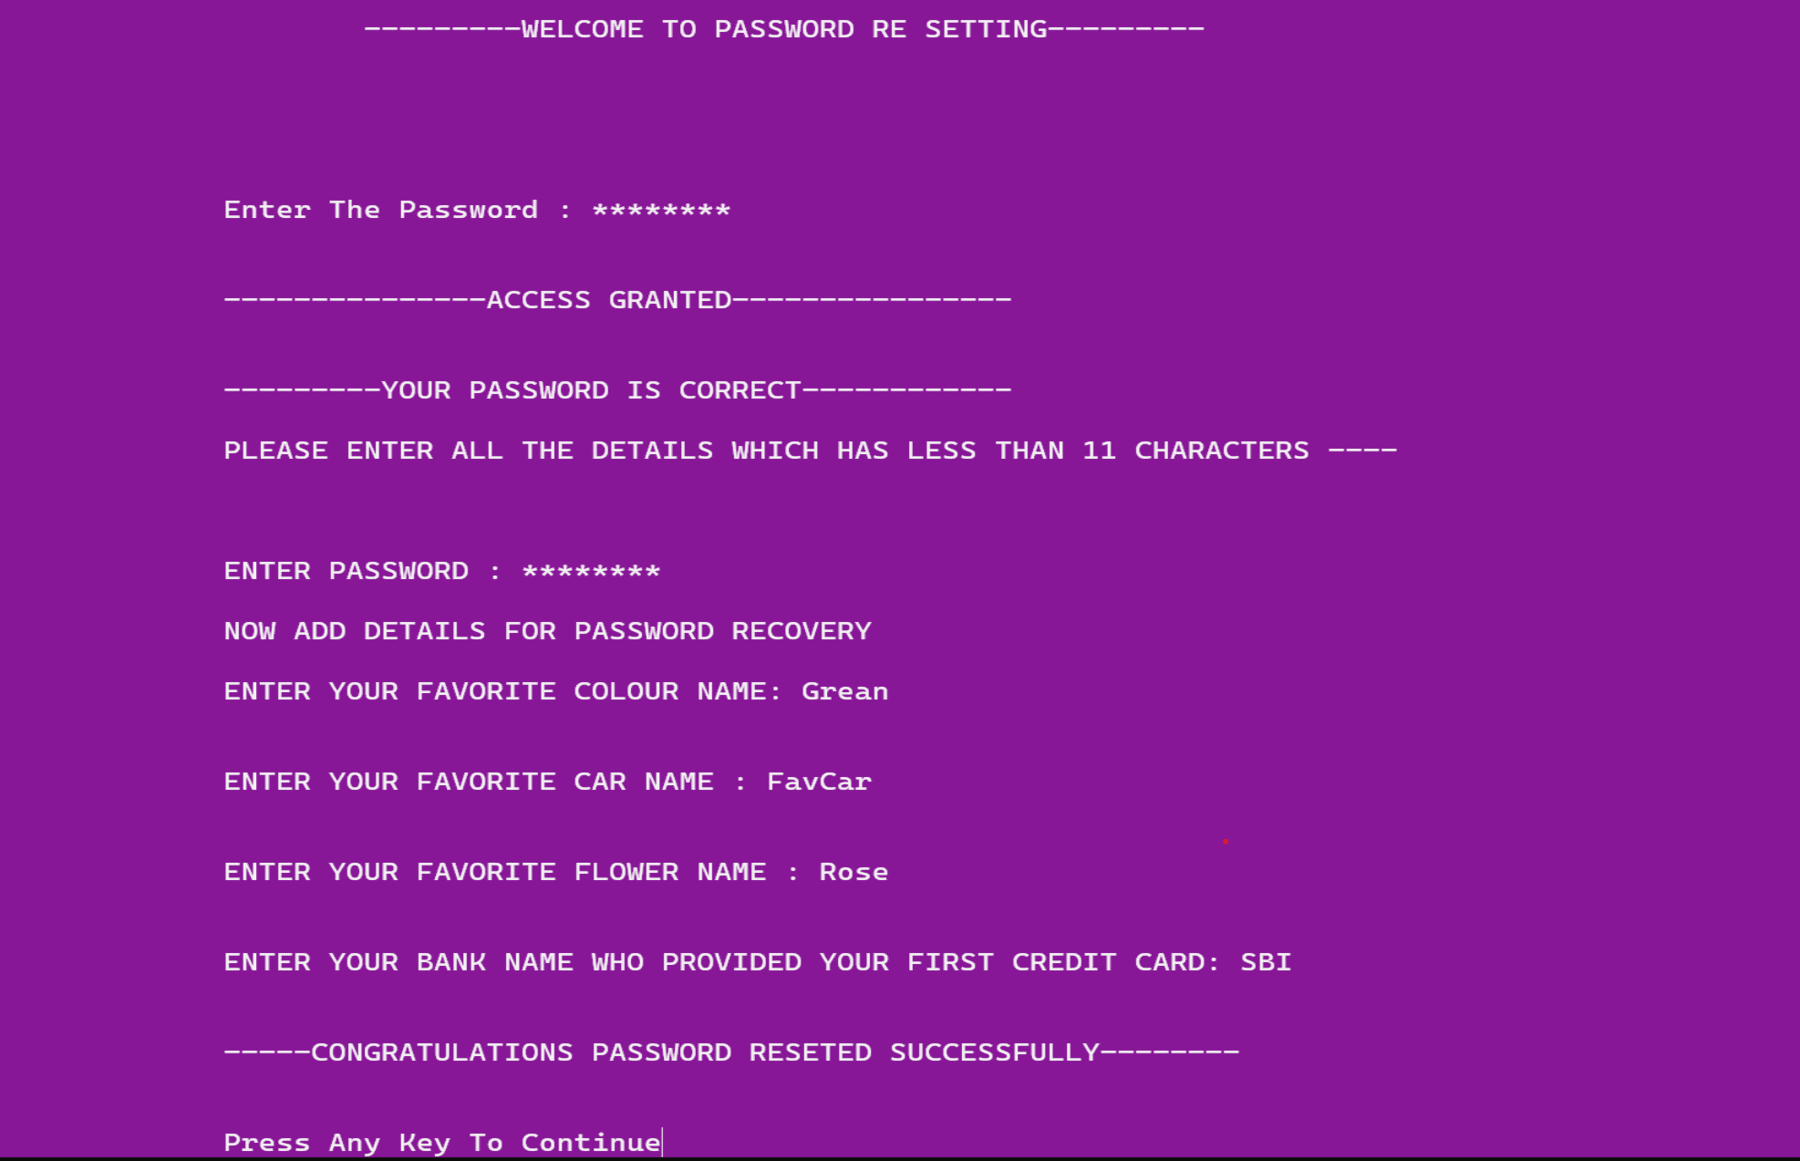 ---------WELCOME TO PASSWORD RE SETTING---------
Enter The Password : ********
---------------ACCESS GRANTED----------------
---------YOUR PASSWORD IS CORRECT------------
PLEASE ENTER ALL THE DETAILS WHICH HAS LESS THAN 11 CHARACTERS ----
ENTER PASSWORD : ********
NOW ADD DETAILS FOR PASSWORD RECOVERY
ENTER YOUR FAVORITE COLOUR NAME: Grean
ENTER YOUR FAVORITE CAR NAME : FavCar
ENTER YOUR FAVORITE FLOWER NAME : Rose
ENTER YOUR BANK NAME WHO PROVIDED YOUR FIRST CREDIT CARD: SBI
-----CONGRATULATIONS PASSWORD RESETED SUCCESSFULLY--------
Press Any Key To Continue